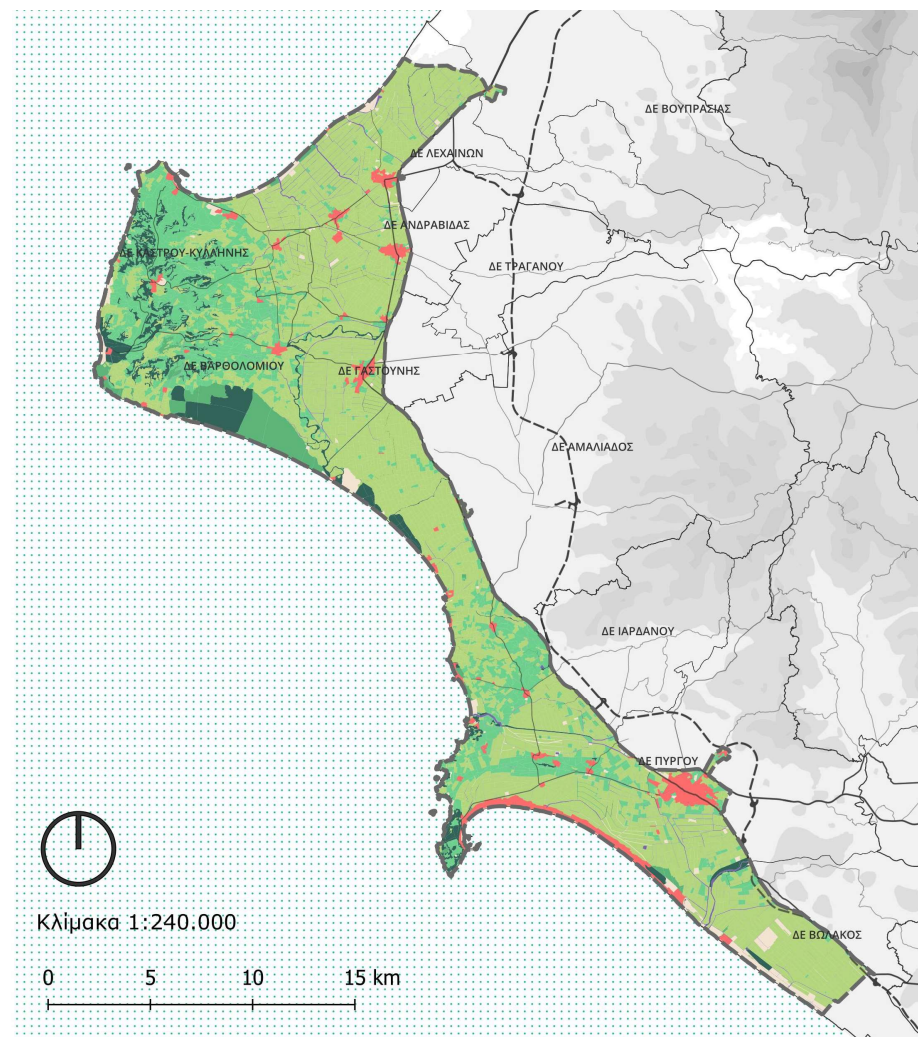 ΔΕ ΒΟΥΠΡΑΣΙΑΣ
ΔΕ ΛΕΧΑΙΝΩΝ
ΔΕ ΑΝΔΡΑΒΙΔΑΣ
ΔΕ ΚΑΣΤΡΟΥ-ΚΥΛΛΗΝΗΣ
ΔΕ ΤΡΑΓΑΝΟΥ
ΔΕ ΒΑΡΘΟΛΟΜΙΟΥ
ΔΕ ΓΑΣΤΟΥΝΗΣ
ΔΕ ΑΜΑΛΙΑΔΟΣ
ΔΕ ΙΑΡΔΑΝΟΥ
ΔΕ ΠΥΡΓΟΥ
Κλίμακα 1:240.000
ΔΕ ΒΩΛΑΚΟΣ
0 5 10 15 km